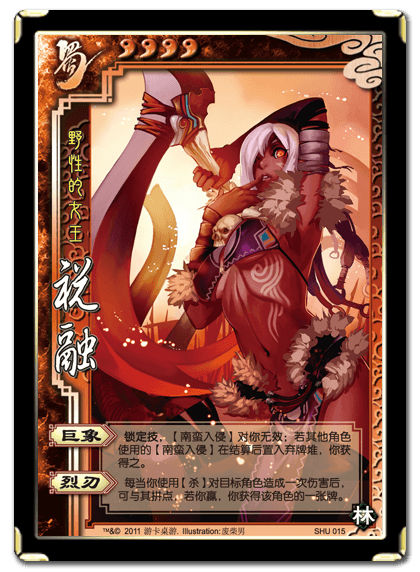 蜀
野性的女王
祝融
巨象
锁定技，【南蛮入侵】对你无效；若其他角色
使用的【南蛮入侵】在结算后置入弃牌堆，你获
得之。
烈刃
每当你使用【杀】对目标角色造成一次伤害后，
可与其拼点，若你赢，你获得该角色的一张牌。
林
™&© 2011 游卡桌游. Illustration:废柴男
SHU 015